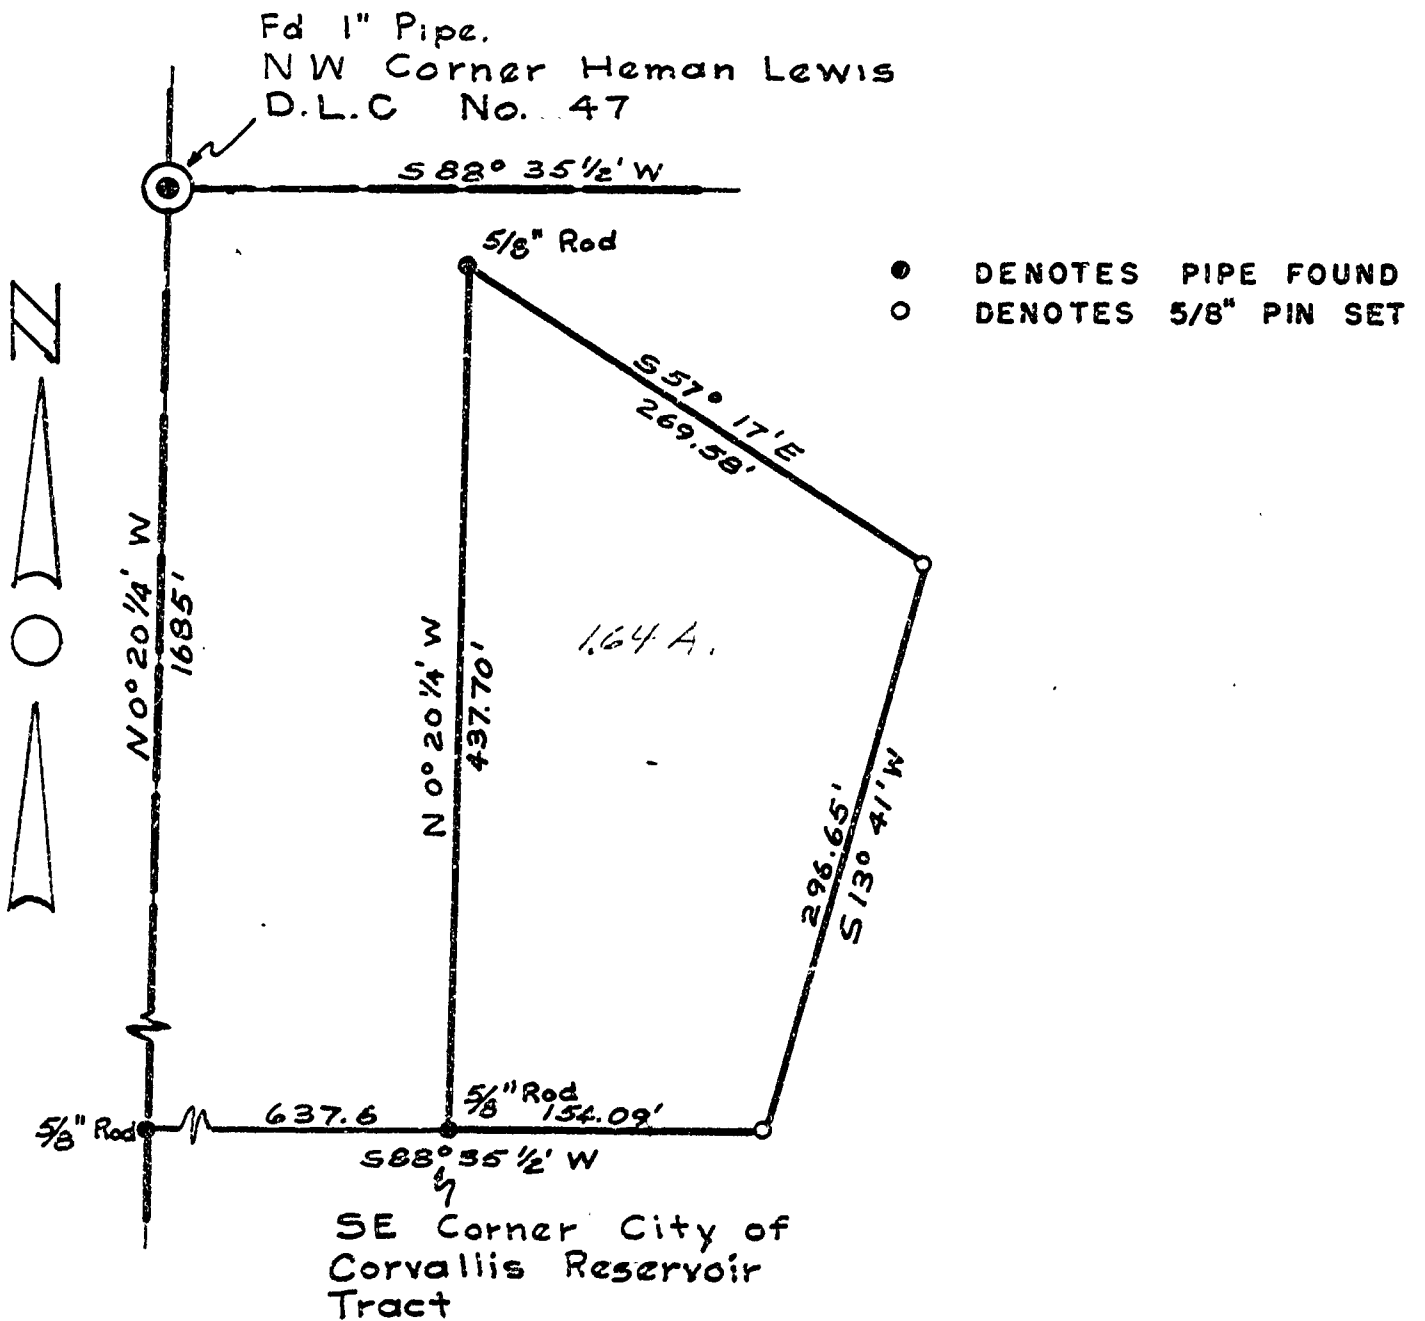 Fd 1" Pipe.
NW Corner Heman Lewis
D.L.C No. 47
S 88° 35½' W
5/8" Rod
DENOTES PIPE FOUND
DENOTES 5/8" PIN SET
N
S 57° 17' E
269.58'
N 0° 20¼' W
1685'
N 0° 20¼' W
437.70'
1.64 A.
296.65'
S 13° 41' W
5/8" Rod
637.6
5/8" Rod
154.09'
S 88° 35½' W
SE Corner City of
Corvallis Reservoir
Tract